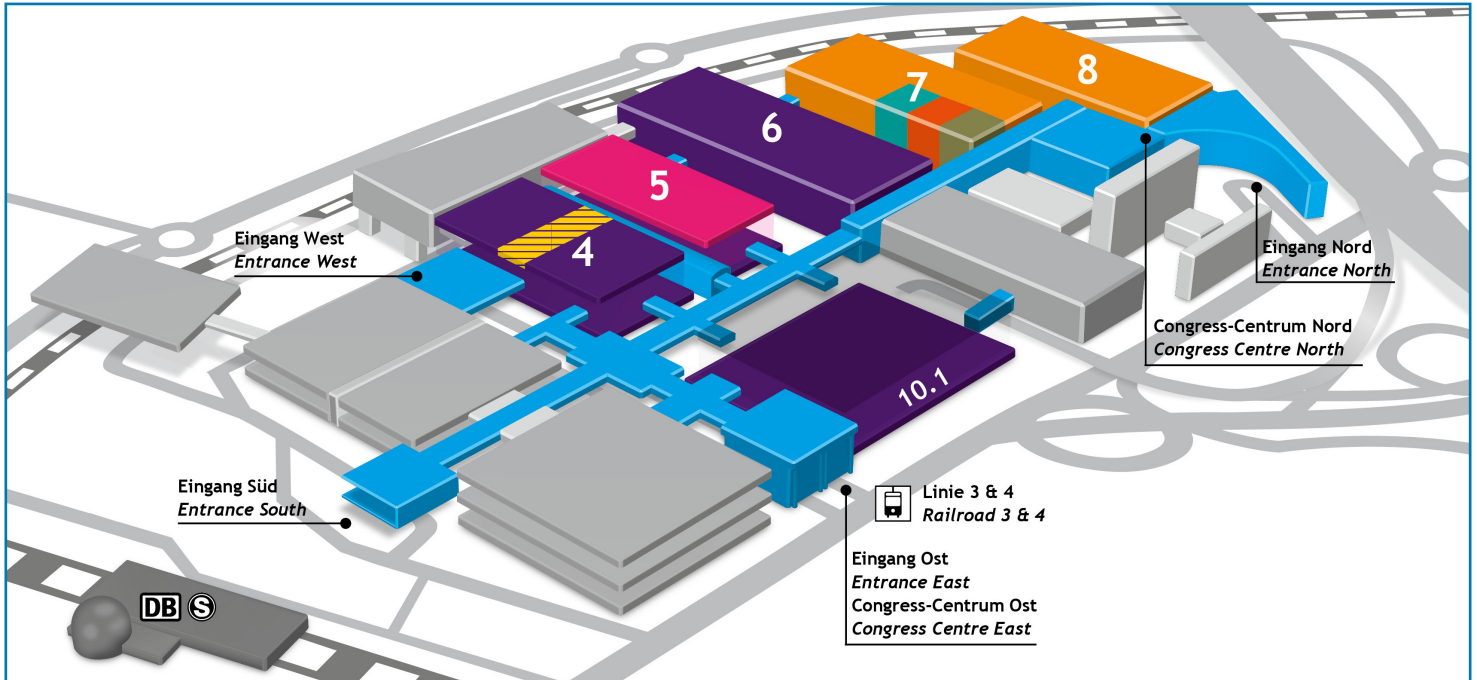 8
7
6
5
4
10.1
Eingang West
Entrance West
Eingang Nord
Entrance North
Congress-Centrum Nord
Congress Centre North
Eingang Süd
Entrance South
Linie 3 & 4
Railroad 3 & 4
Eingang Ost
Entrance East
Congress-Centrum Ost
Congress Centre East
DB S